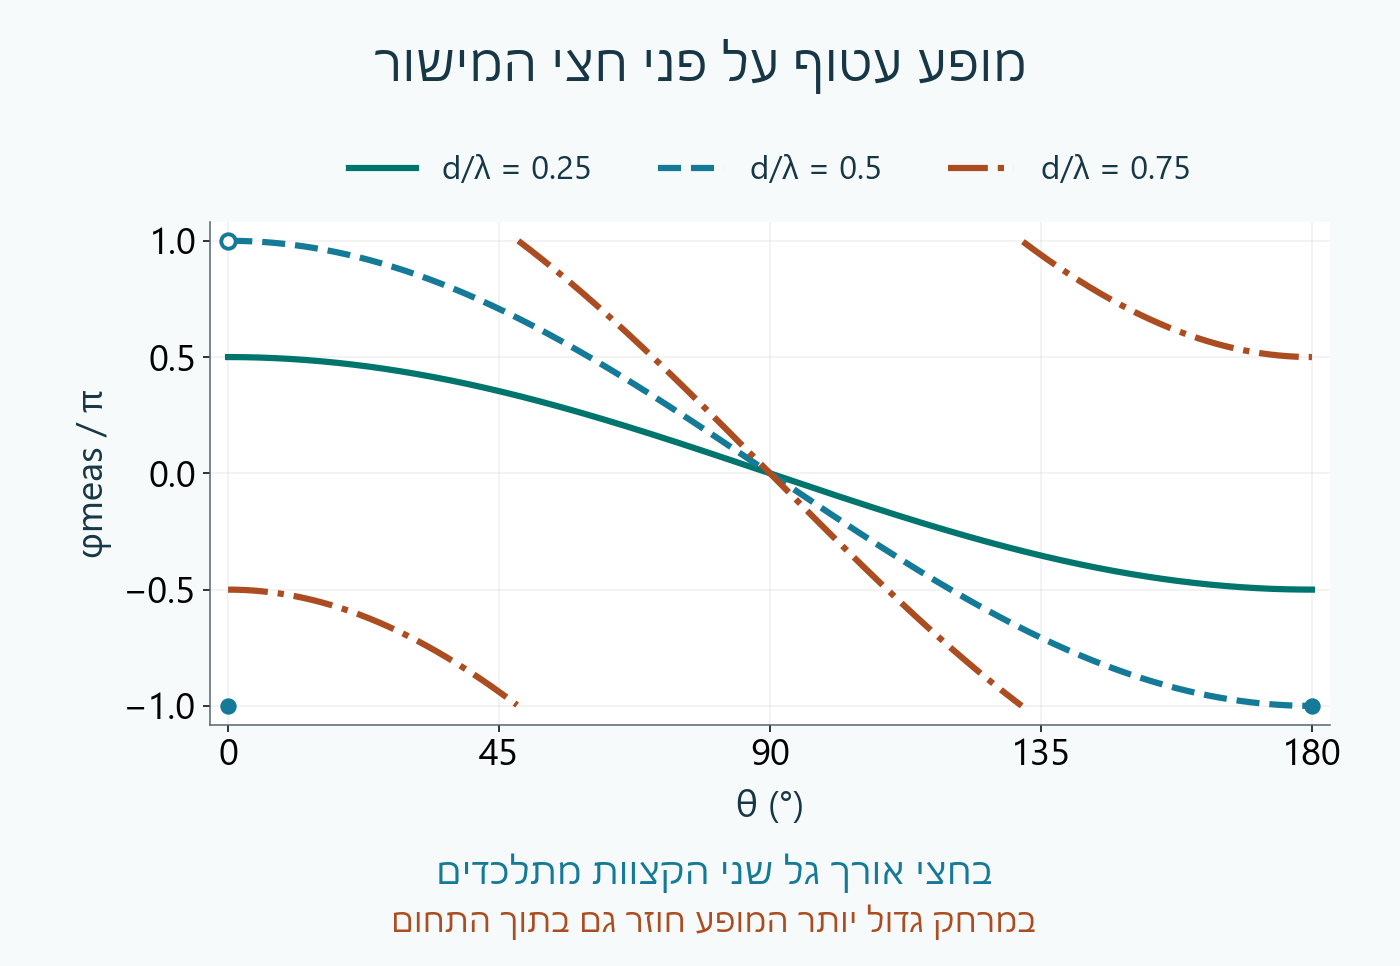 מופע עטוף על פני חצי המישור
d/λ = 0.25 d/λ = 0.5 d/λ = 0.75
φmeas / π
1.0
0.5
0.0
−0.5
−1.0
0 45 90 135 180
θ (°)
בחצי אורך גל שני הקצוות מתלכדים
במרחק גדול יותר המופע חוזר גם בתוך התחום